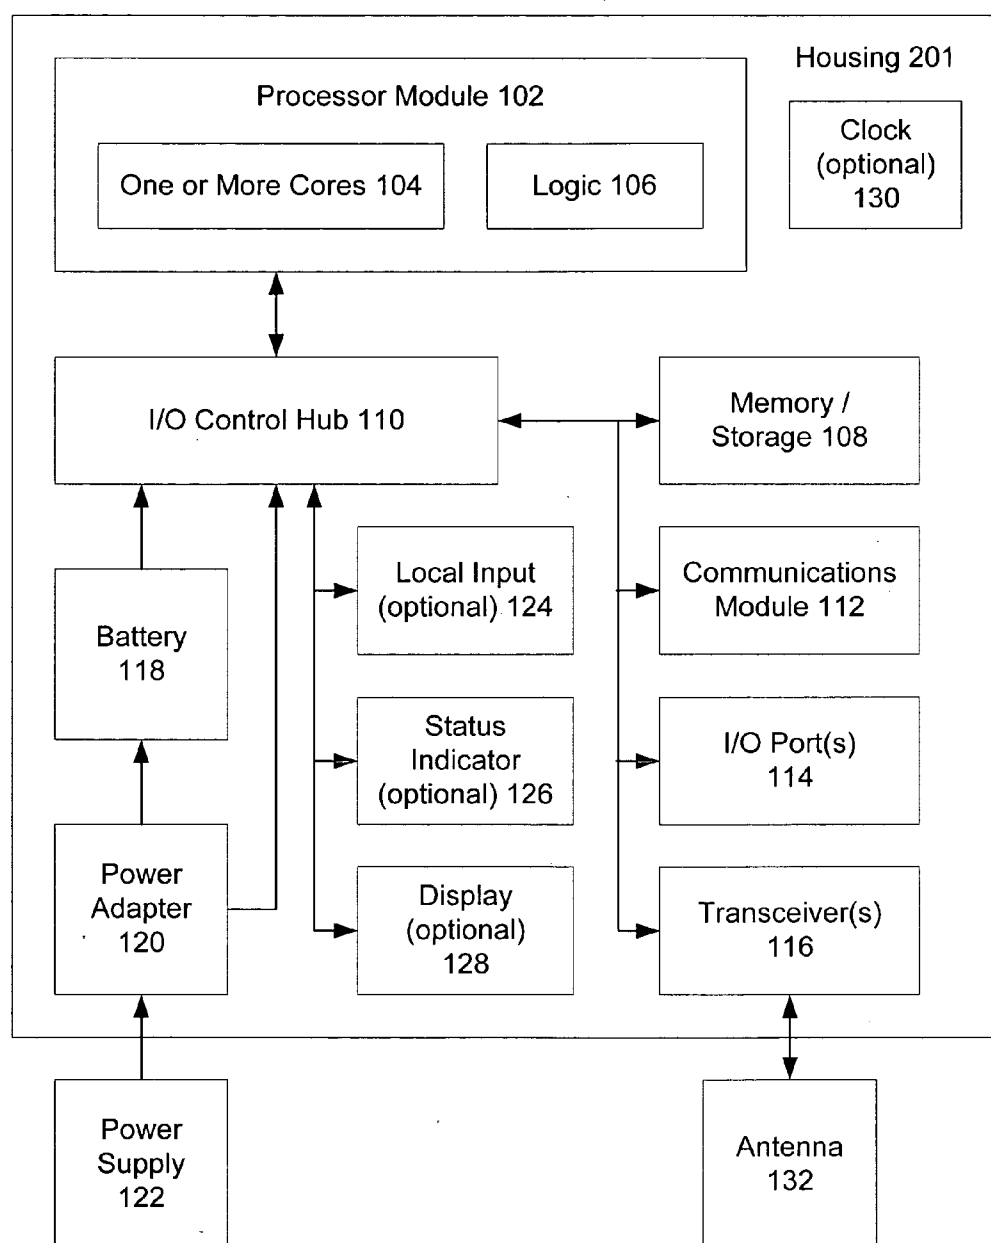 Housing 201
Processor Module 102
One or More Cores 104
Logic 106
Clock
(optional)
130
I/O Control Hub 110
Memory /
Storage 108
Local Input
(optional) 124
Communications
Module 112
Battery
118
Status
Indicator
(optional) 126
I/O Port(s)
114
Power
Adapter
120
Display
(optional)
128
Transceiver(s)
116
Power
Supply
122
Antenna
132